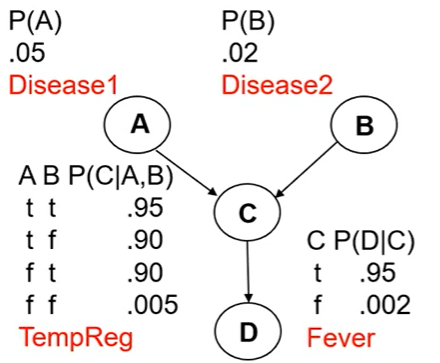 P(A)
.05
Disease1
P(B)
.02
Disease2
A
B
A B P(C|A,B)
t t .95
t f .90
f t .90
f f .005
TempReg
C
C P(D|C)
t .95
f .002
Fever
D